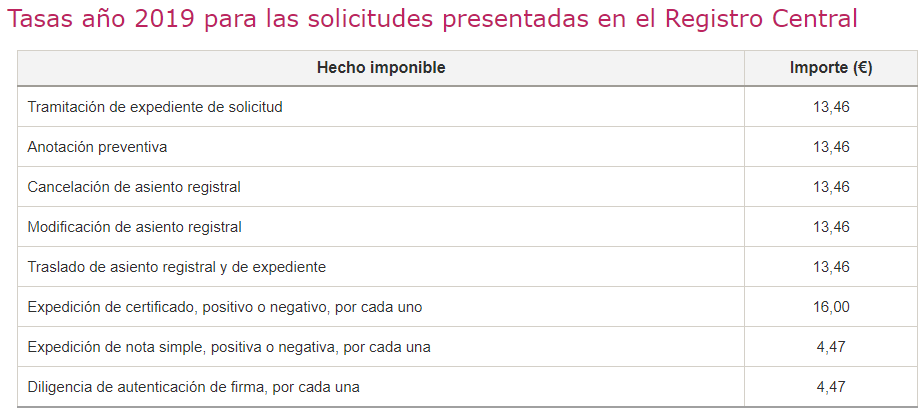 Tasas año 2019 para las solicitudes presentadas en el Registro Central
Hecho imponible Importe (€)
Tramitación de expediente de solicitud 13,46
Anotación preventiva 13,46
Cancelación de asiento registral 13,46
Modificación de asiento registral 13,46
Traslado de asiento registral y de expediente 13,46
Expedición de certificado, positivo o negativo, por cada uno 16,00
Expedición de nota simple, positiva o negativa, por cada una 4,47
Diligencia de autenticación de firma, por cada una 4,47